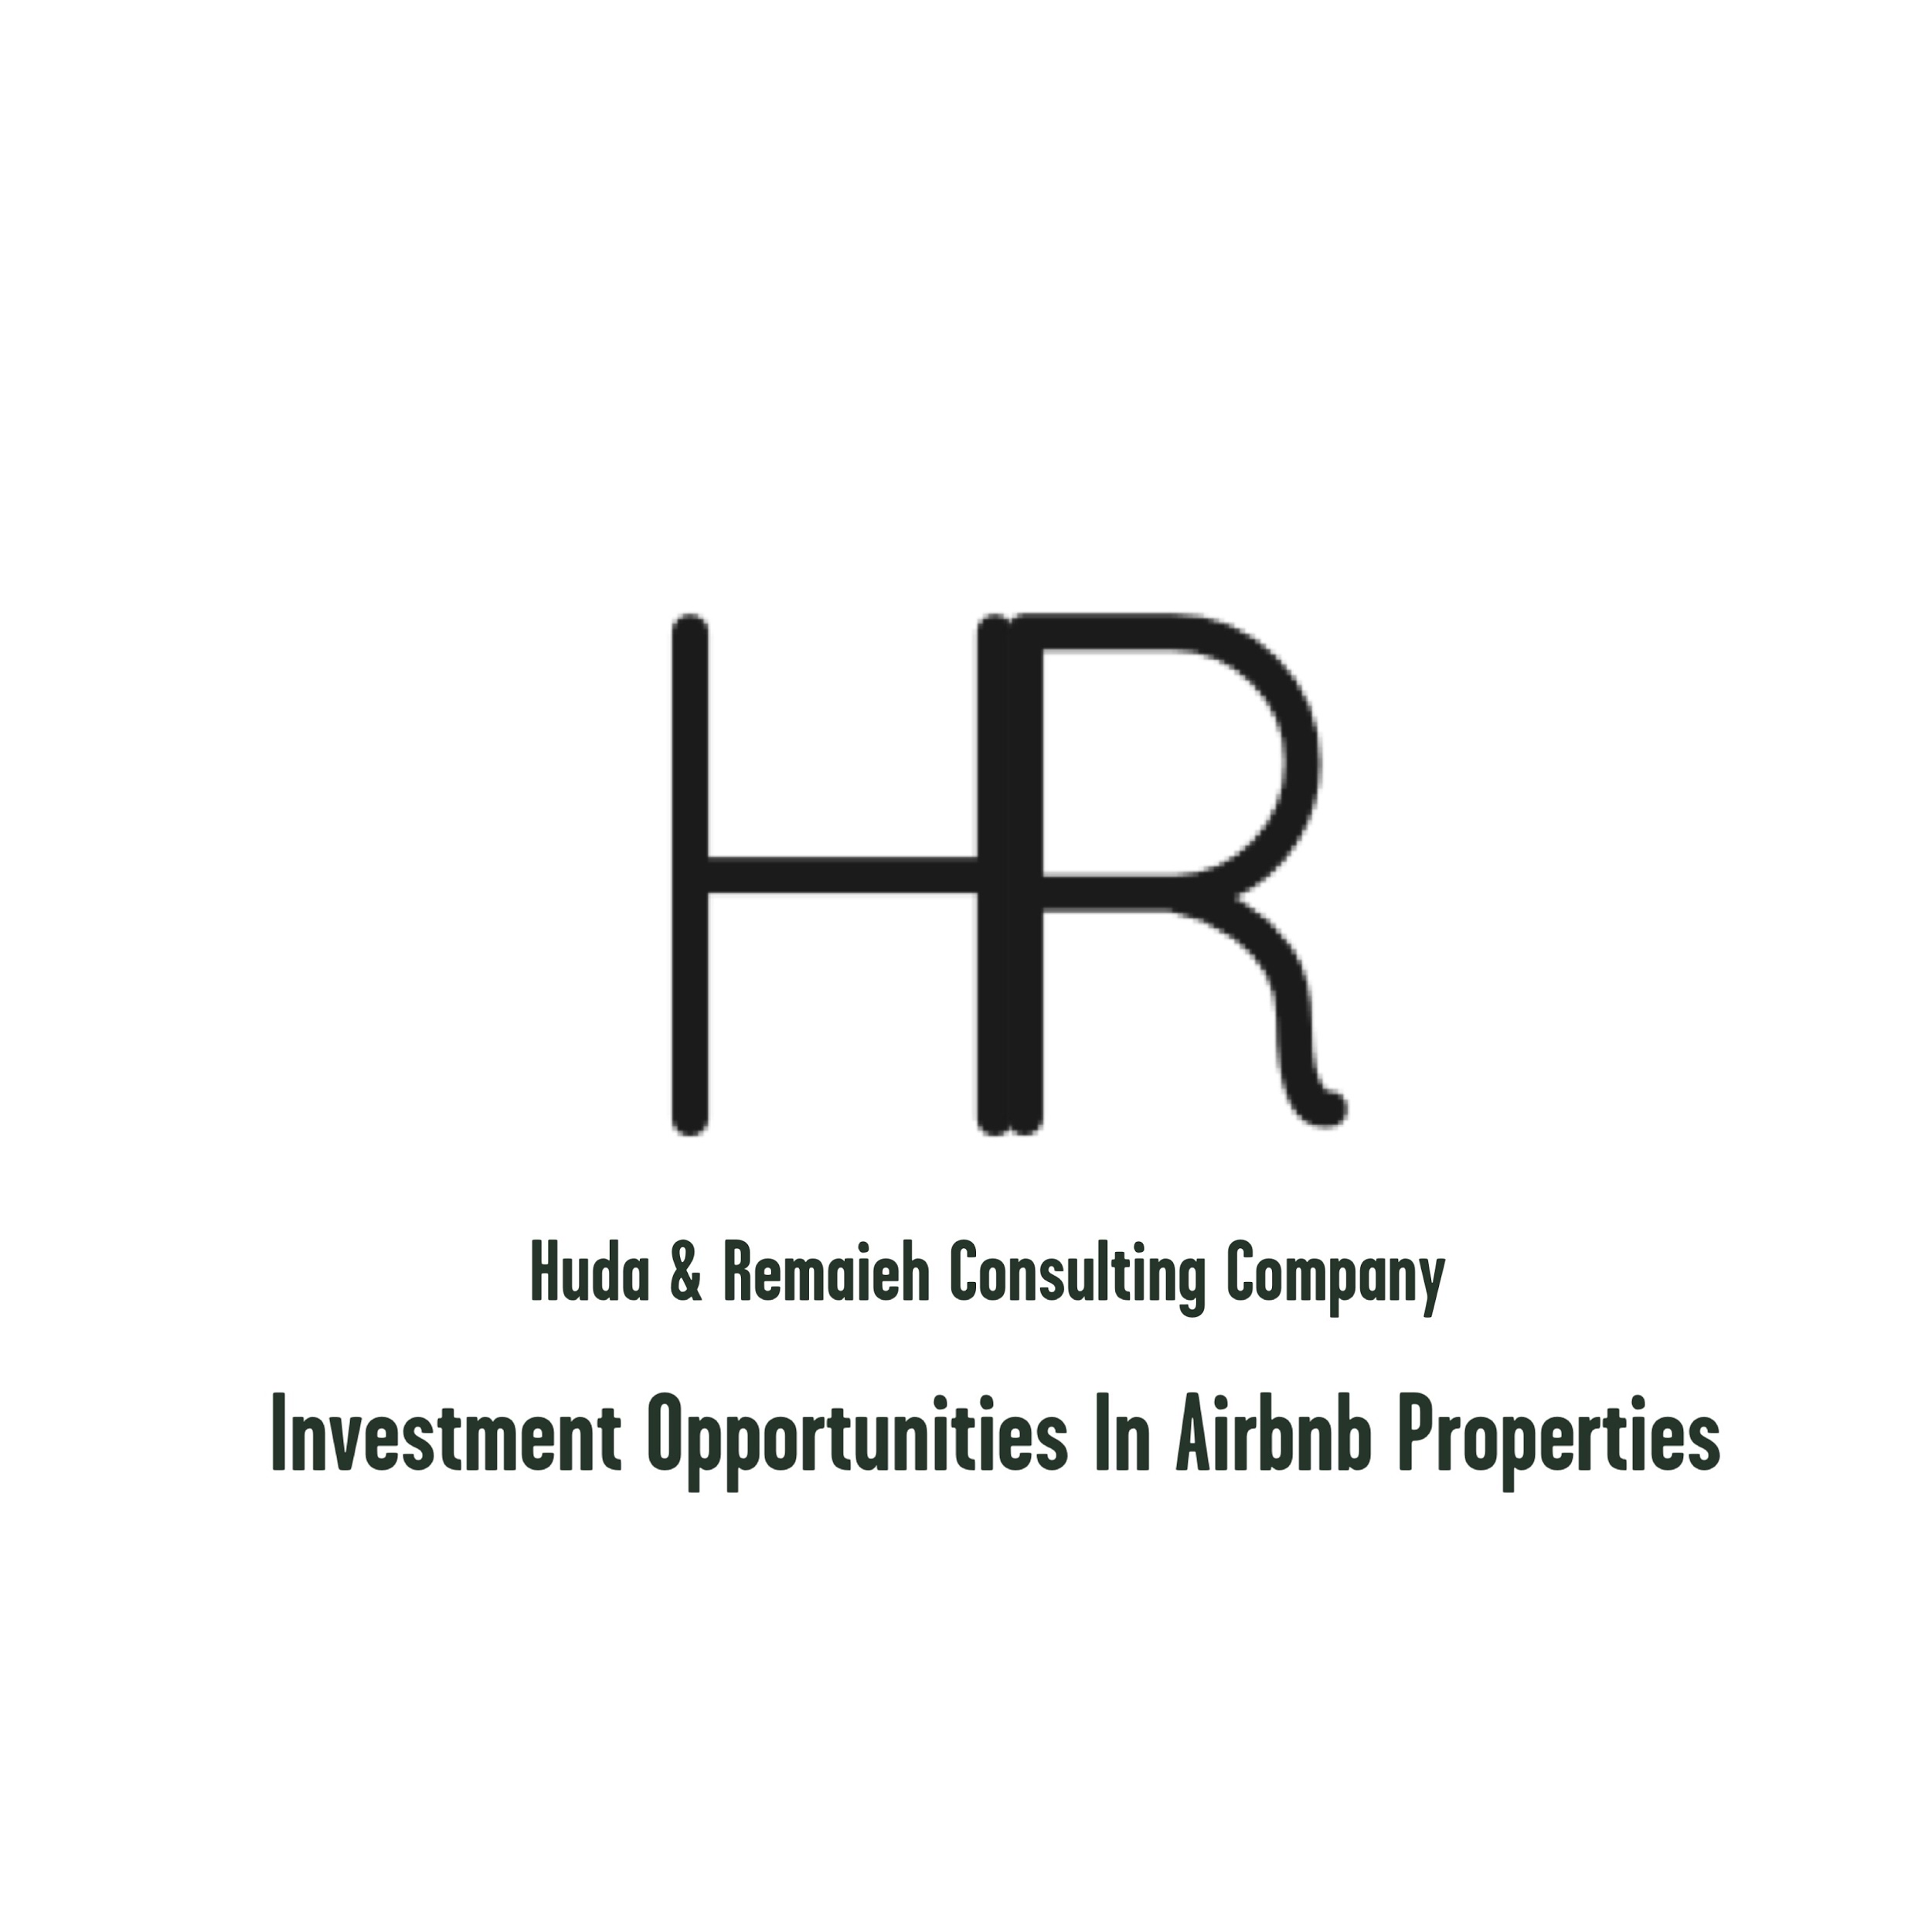 HR
Huda & Remaieh Consulting Company
Investment Opportunities In Airbnb Properties